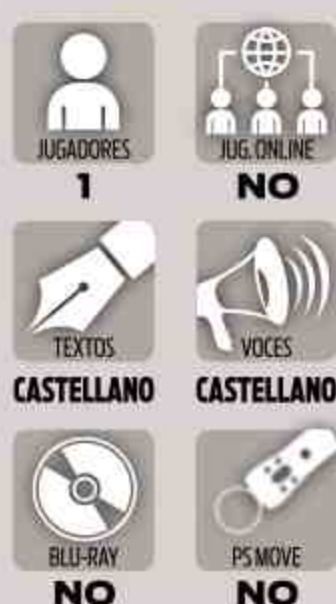 JUGADORES JUG. ONLINE
1 NO
TEXTOS VOCES
CASTELLANO CASTELLANO
BLU-RAY PS MOVE
NO NO